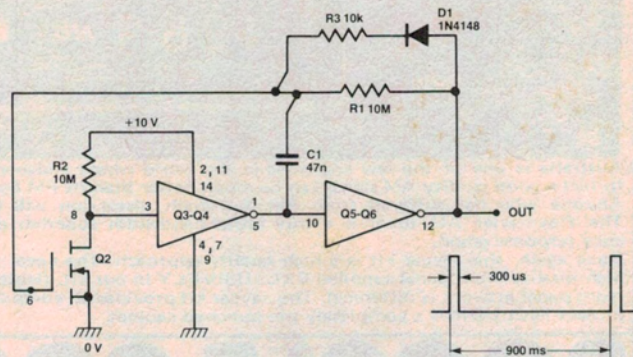 R3 10k
D1
1N4148
R1 10M
+10 V
R2
10M
2, 11
14
C1
47n
8
3
Q3-Q4
1
5
10
Q5-Q6
12
OUT
4, 7
9
Q2
6
0 V
300 us
900 ms